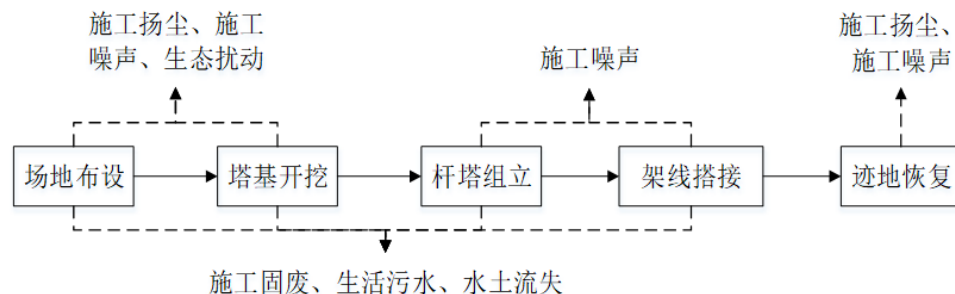 施工扬尘、施工
噪声、生态扰动
施工噪声
施工扬尘、
施工噪声
场地布设
塔基开挖
杆塔组立
架线搭接
迹地恢复
施工固废、生活污水、水土流失